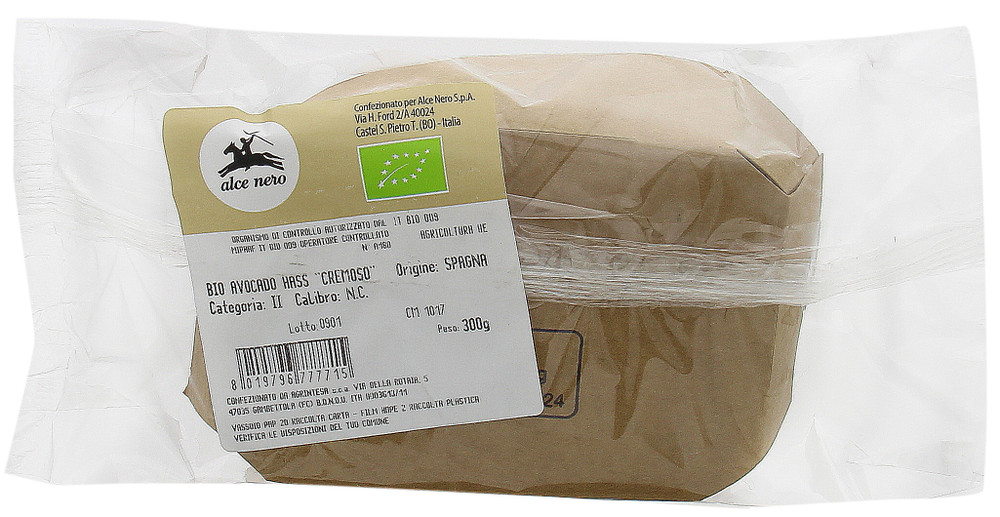 Confezionato per Alce Nero S.p.A.
Via H. Ford 2/A 40024
Castel S. Pietro T. (BO) - Italia
alce nero
ORGANISMO DI CONTROLLO AUTORIZZATO DAL IT BIO 009
MIPAAF IT BIO 009 OPERATORE CONTROLLATO
N° A160 AGRICOLTURA UE
BIO AVOCADO HASS "CREMOSO" Origine: SPAGNA
Categoria: II Calibro: N.C.
Lotto:0901 CM 1017 Peso: 300g
8 019796 777715
CONFEZIONATO DA AGRINTESA VIA DELLA ROTAIA, 5
47035 GAMBETTOLA (FC)
VASSOIO PAP 20 RACCOLTA CARTA - FILM HDPE 2 RACCOLTA PLASTICA
VERIFICA LE DISPOSIZIONI DEL TUO COMUNE
24